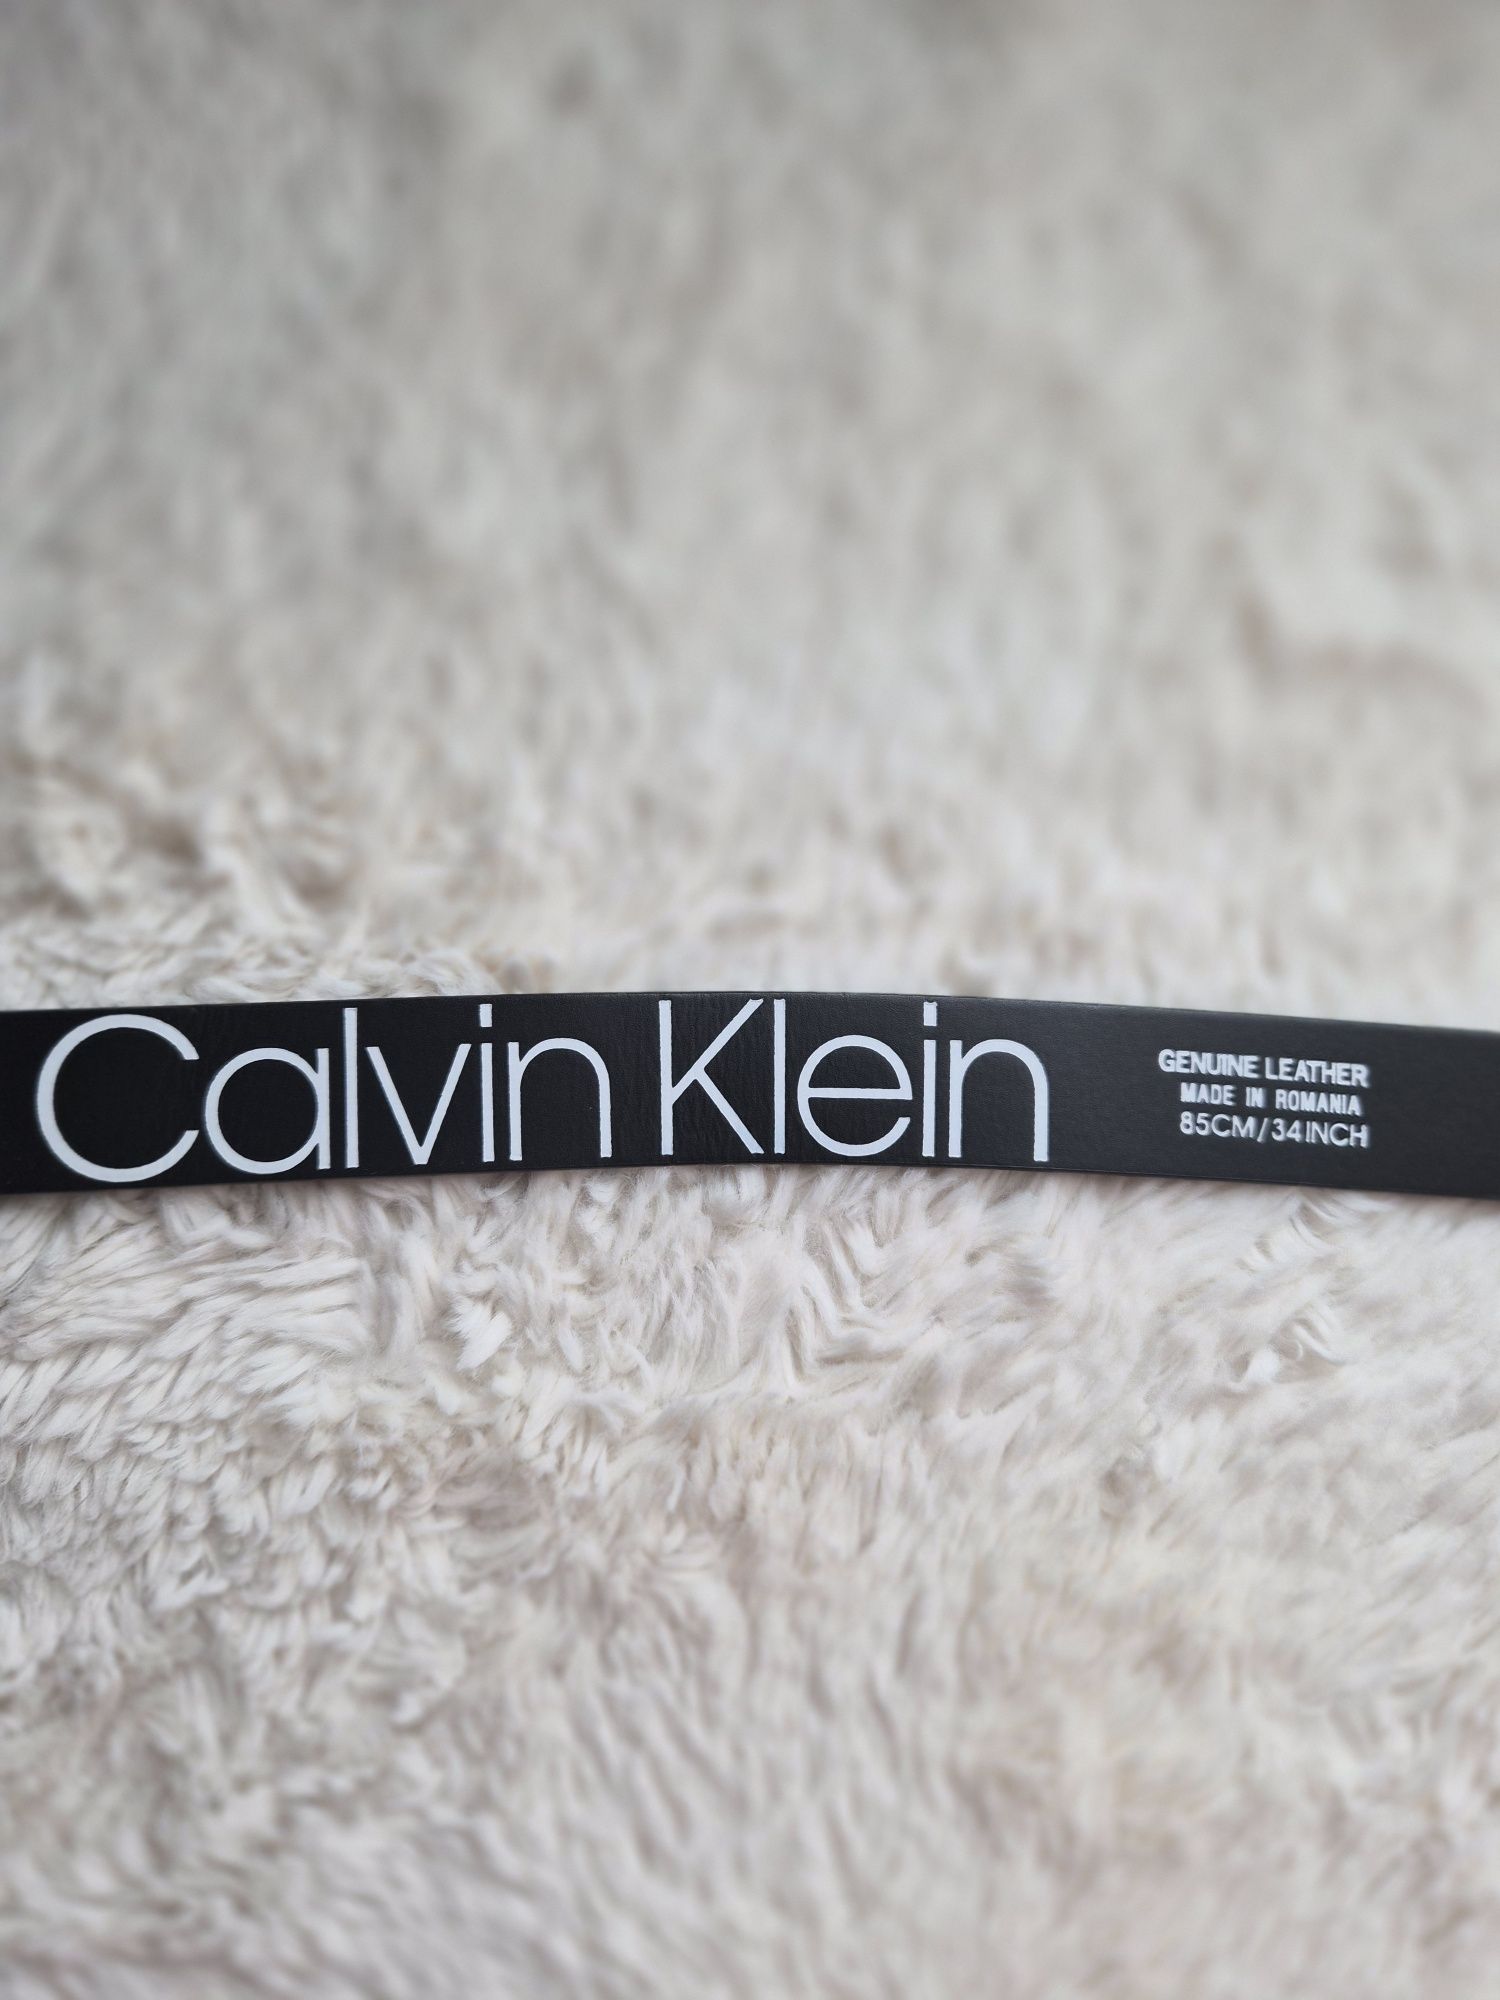 Calvin Klein
GENUINE LEATHER
MADE IN ROMANIA
85CM/34INCH